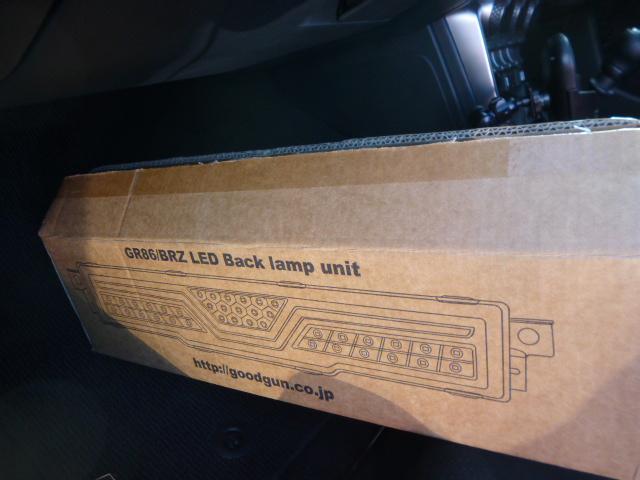 GR86/BRZ LED Back lamp unit
http://goodgun.co.jp